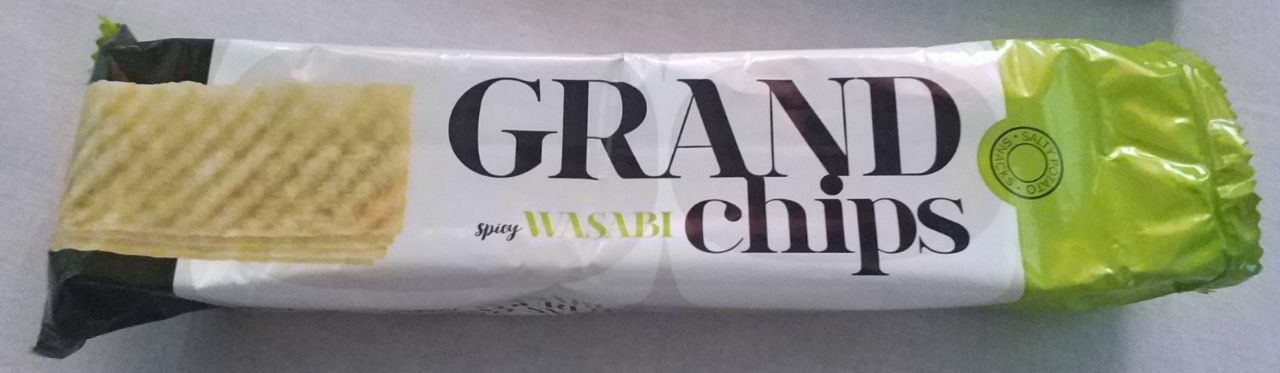 GRAND
spicy WASABI chips
SALTY POTATO • SNACKS •